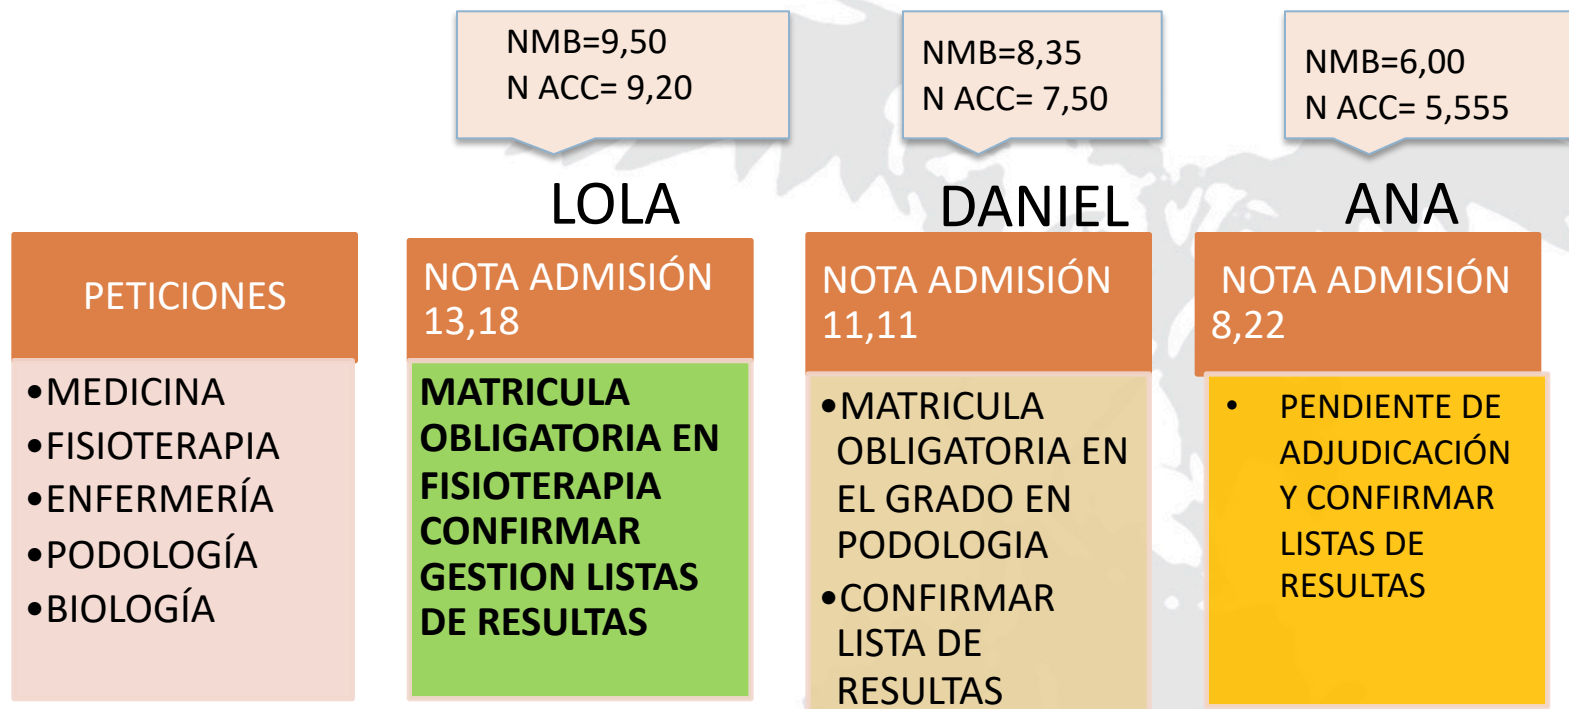 NMB=9,50
N ACC= 9,20
NMB=8,35
N ACC= 7,50
NMB=6,00
N ACC= 5,555
LOLA
DANIEL
ANA
PETICIONES
•MEDICINA
•FISIOTERAPIA
•ENFERMERÍA
•PODOLOGÍA
•BIOLOGÍA
NOTA ADMISIÓN
13,18
MATRICULA
OBLIGATORIA EN
FISIOTERAPIA
CONFIRMAR
GESTION LISTAS
DE RESULTAS
NOTA ADMISIÓN
11,11
•MATRICULA
OBLIGATORIA EN
EL GRADO EN
PODOLOGIA
•CONFIRMAR
LISTA DE
RESULTAS
NOTA ADMISIÓN
8,22
• PENDIENTE DE
ADJUDICACIÓN
Y CONFIRMAR
LISTAS DE
RESULTAS